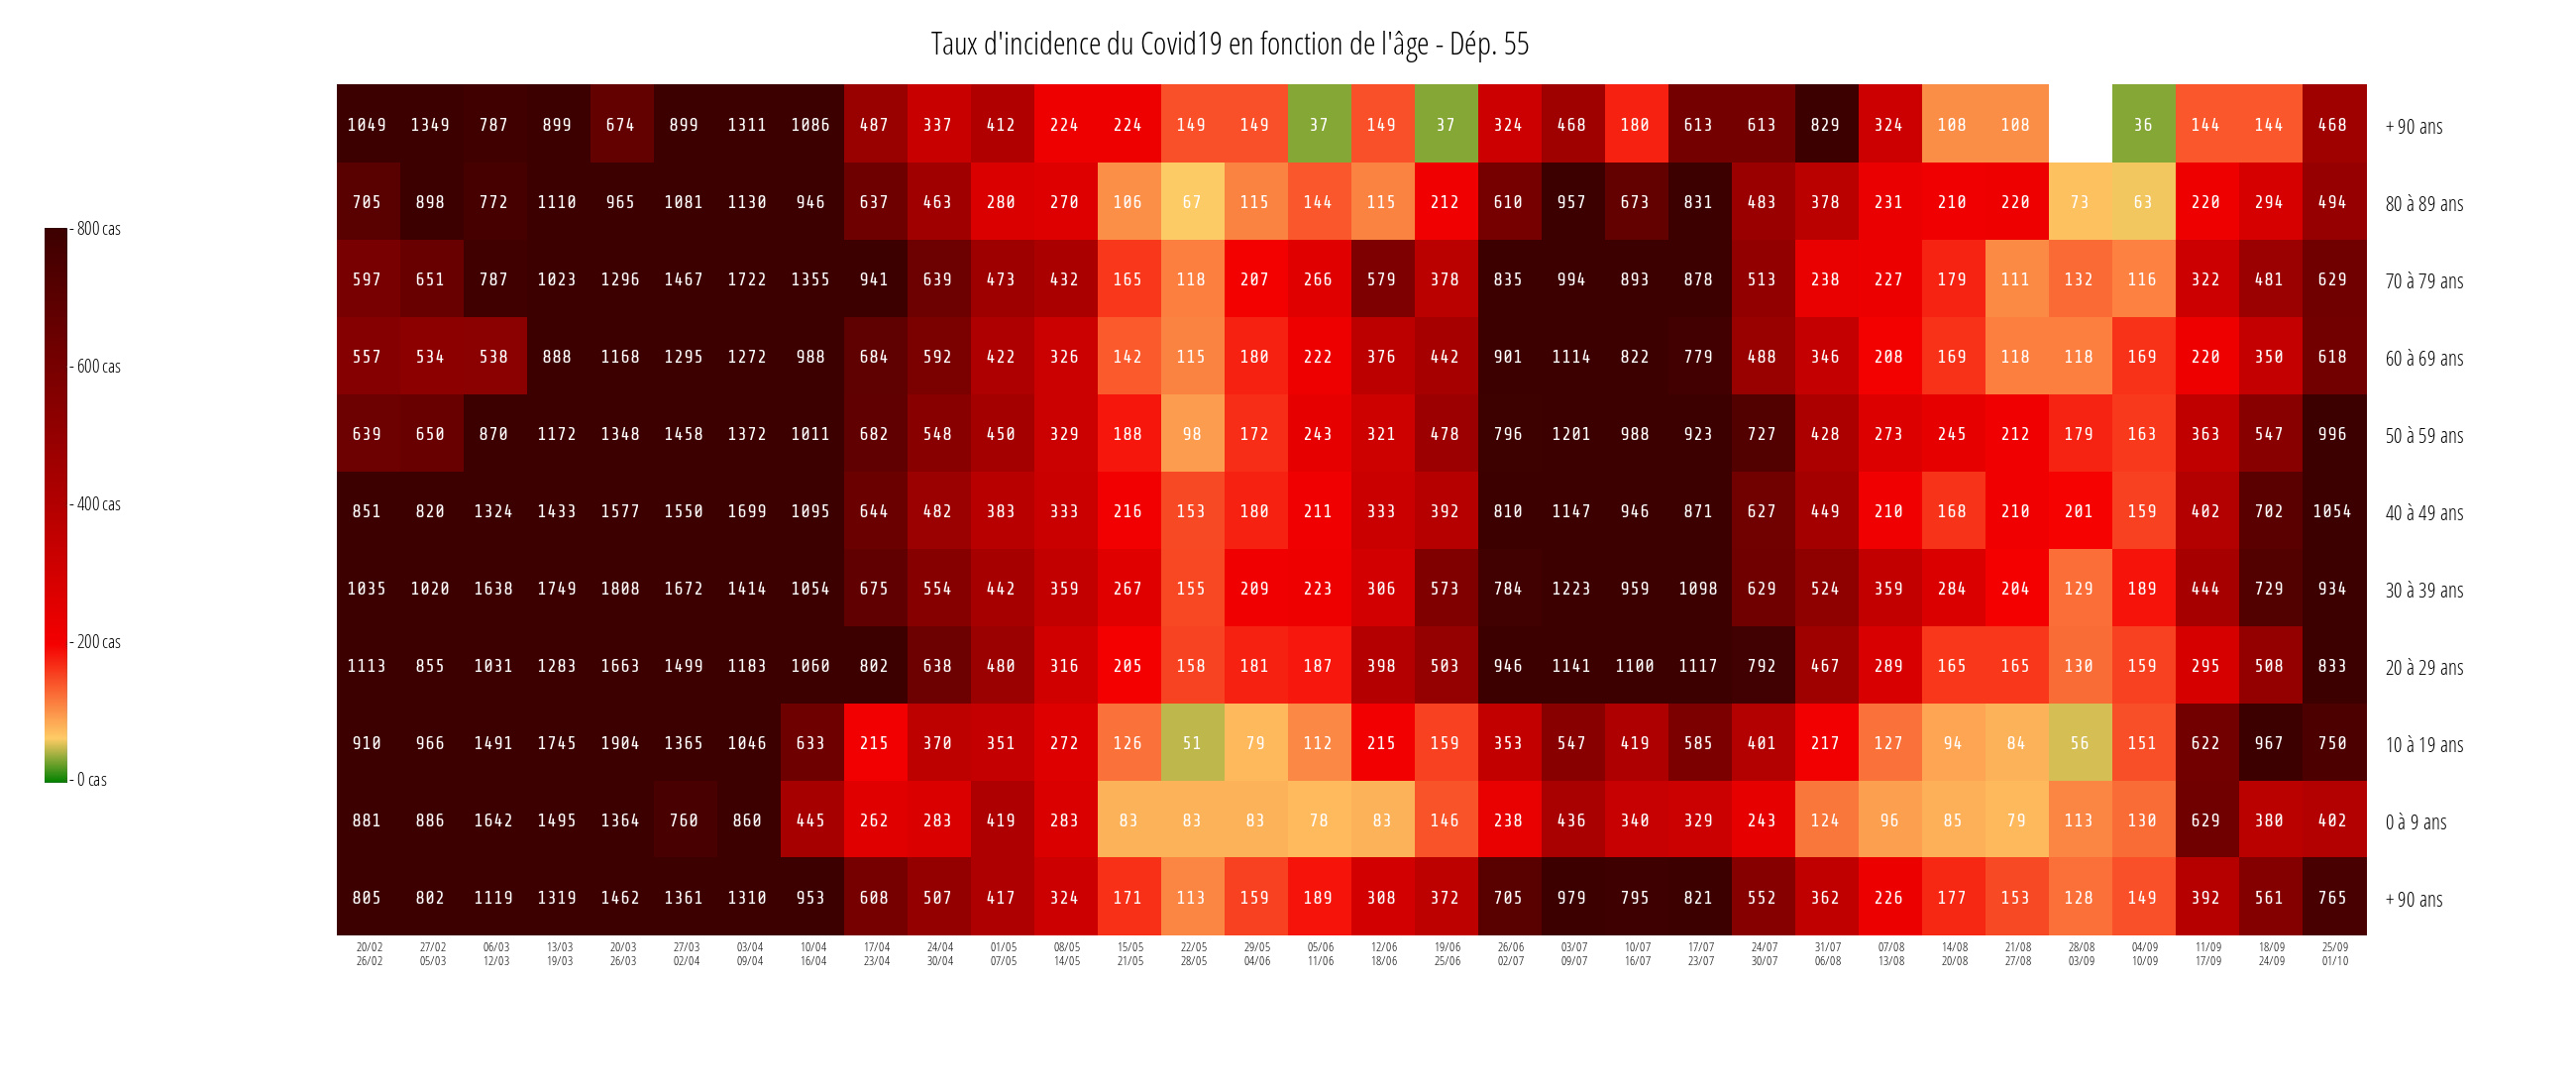 Taux d'incidence du Covid19 en fonction de l'âge - Dép. 55
1049 1349 787 899 674 899 1311 1086 487 337 412 224 224 149 149 37 149 37 324 468 180 613 613 829 324 108 108 36 144 144 468 + 90 ans
705 898 772 1110 965 1081 1130 946 637 463 280 270 106 67 115 144 115 212 610 957 673 831 483 378 231 210 220 73 63 220 294 494 80 à 89 ans
- 800 cas
597 651 787 1023 1296 1467 1722 1355 941 639 473 432 165 118 207 266 579 378 835 994 893 878 513 238 227 179 111 132 116 322 481 629 70 à 79 ans
557 534 538 888 1168 1295 1272 988 684 592 422 326 142 115 180 222 376 442 901 1114 822 779 488 346 208 169 118 118 169 220 350 618 60 à 69 ans
- 600 cas
639 650 870 1172 1348 1458 1372 1011 682 548 450 329 188 98 172 243 321 478 796 1201 988 923 727 428 273 245 212 179 163 363 547 996 50 à 59 ans
- 400 cas
851 820 1324 1433 1577 1550 1699 1095 644 482 383 333 216 153 180 211 333 392 810 1147 946 871 627 449 210 168 210 201 159 402 702 1054 40 à 49 ans
1035 1020 1638 1749 1808 1672 1414 1054 675 554 442 359 267 155 209 223 306 573 784 1223 959 1098 629 524 359 284 204 129 189 444 729 934 30 à 39 ans
- 200 cas
1113 855 1031 1283 1663 1499 1183 1060 802 638 480 316 205 158 181 187 398 503 946 1141 1100 1117 792 467 289 165 165 130 159 295 508 833 20 à 29 ans
910 966 1491 1745 1904 1365 1046 633 215 370 351 272 126 51 79 112 215 159 353 547 419 585 401 217 127 94 84 56 151 622 967 750 10 à 19 ans
- 0 cas
881 886 1642 1495 1364 760 860 445 262 283 419 283 83 83 83 78 83 146 238 436 340 329 243 124 96 85 79 113 130 629 380 402 0 à 9 ans
805 802 1119 1319 1462 1361 1310 953 608 507 417 324 171 113 159 189 308 372 705 979 795 821 552 362 226 177 153 128 149 392 561 765 + 90 ans
20/02 27/02 06/03 13/03 20/03 27/03 03/04 10/04 17/04 24/04 01/05 08/05 15/05 22/05 29/05 05/06 12/06 19/06 26/06 03/07 10/07 17/07 24/07 31/07 07/08 14/08 21/08 28/08 04/09 11/09 18/09 25/09
26/02 05/03 12/03 19/03 26/03 02/04 09/04 16/04 23/04 30/04 07/05 14/05 21/05 28/05 04/06 11/06 18/06 25/06 02/07 09/07 16/07 23/07 30/07 06/08 13/08 20/08 27/08 03/09 10/09 17/09 24/09 01/10